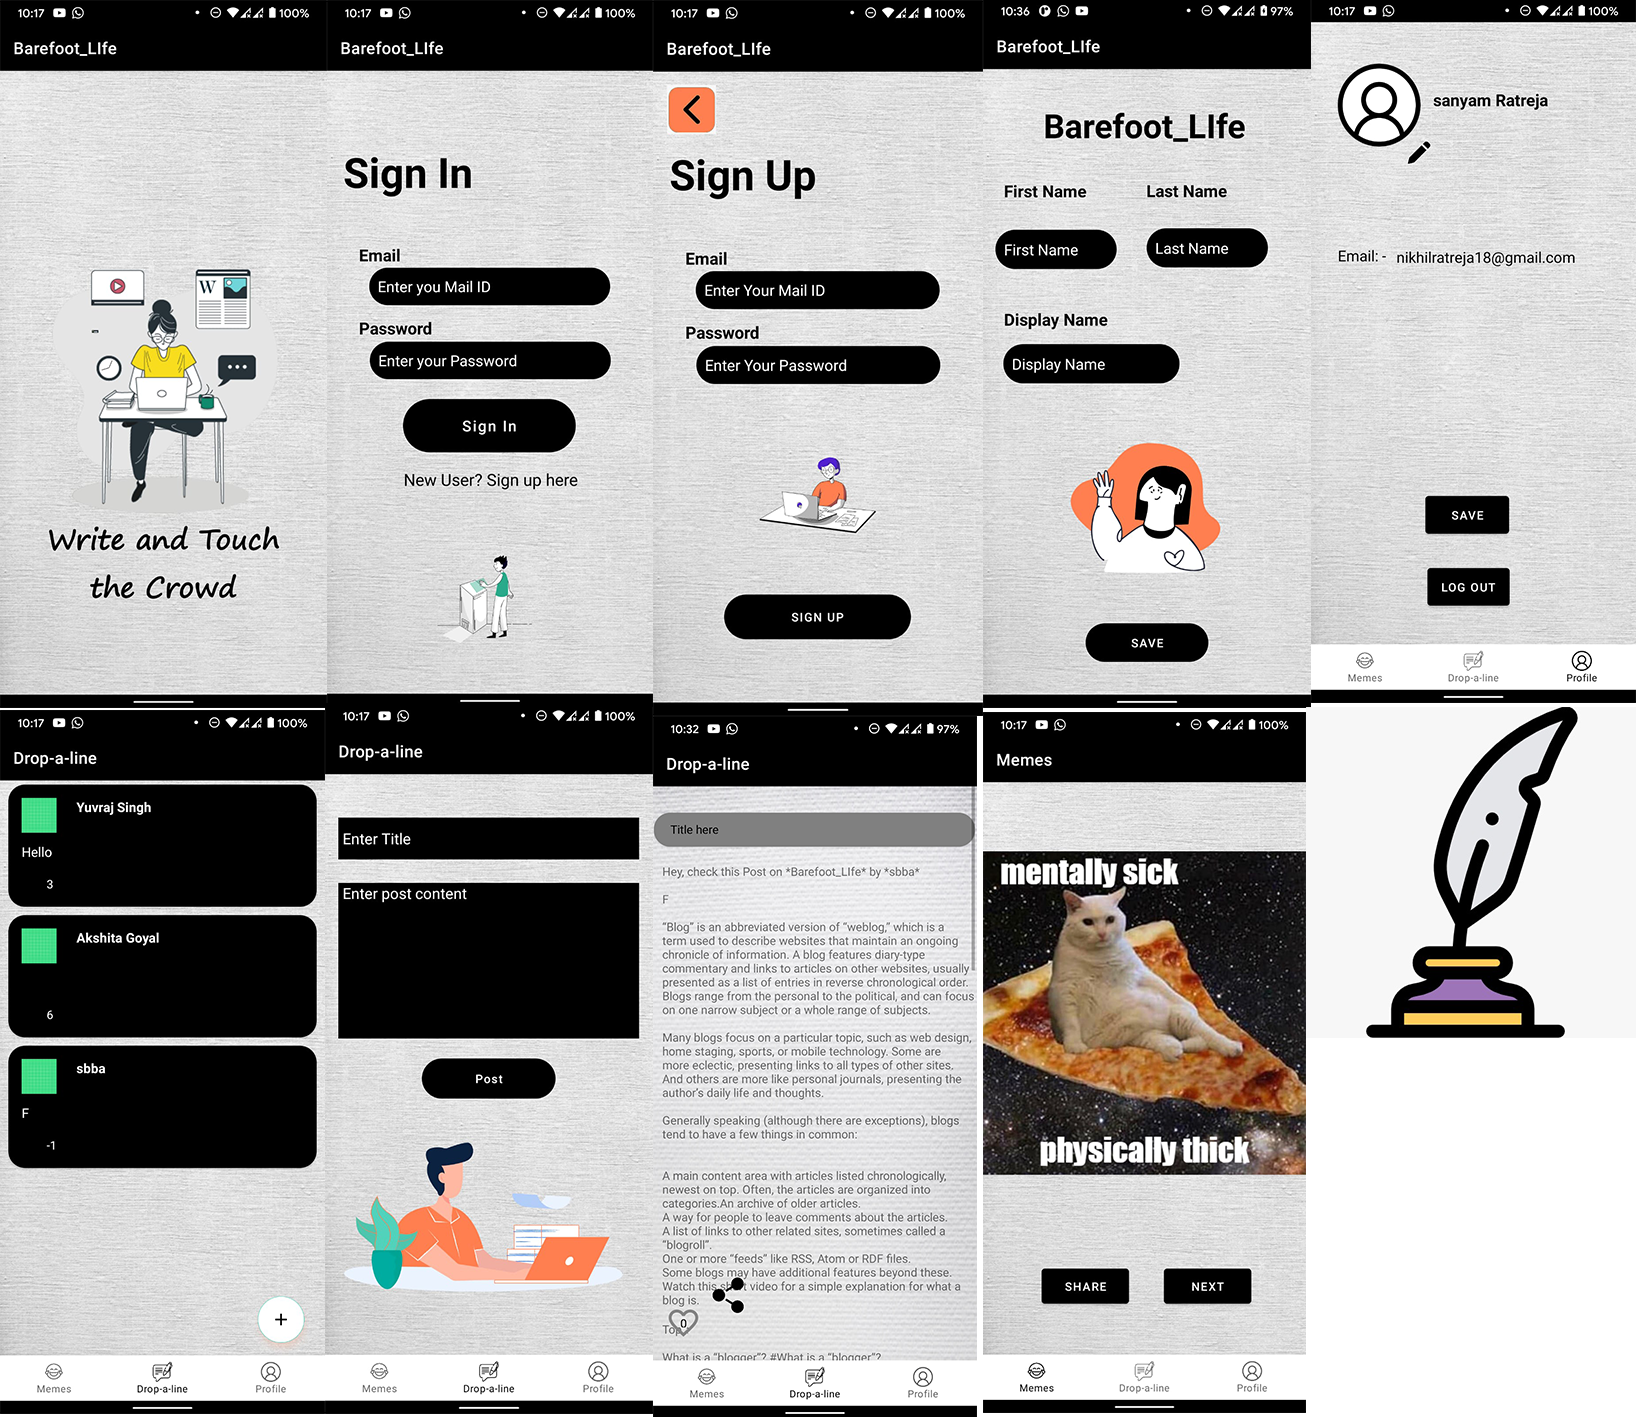 10:17
100%
Barefoot_LIfe
W
Write and Touch
the Crowd
10:17
100%
Barefoot_LIfe
Sign In
Email
Enter you Mail ID
Password
Enter your Password
Sign In
New User? Sign up here
10:17
100%
Barefoot_LIfe
Sign Up
Email
Enter Your Mail ID
Password
Enter Your Password
SIGN UP
10:36
97%
Barefoot_LIfe
Barefoot_LIfe
First Name
Last Name
First Name
Last Name
Display Name
Display Name
SAVE
10:17
100%
sanyam Ratreja
Email: - nikhilratreja18@gmail.com
SAVE
LOG OUT
Memes
Drop-a-line
Profile
10:17
100%
Drop-a-line
Yuvraj Singh
Hello
3
Akshita Goyal
6
sbba
F
-1
+
Memes
Drop-a-line
Profile
10:17
100%
Drop-a-line
Enter Title
Enter post content
Post
Memes
Drop-a-line
Profile
10:32
97%
Drop-a-line
Title here
Hey, check this Post on *Barefoot_LIfe* by *sbba*
F
"Blog" is an abbreviated version of "weblog," which is a
term used to describe websites that maintain an ongoing
chronicle of information. A blog features diary-type
commentary and links to articles on other websites, usually
presented as a list of entries in reverse chronological order.
Blogs range from the personal to the political, and can focus
on one narrow subject or a whole range of subjects.
Many blogs focus on a particular topic, such as web design,
home staging, sports, or mobile technology. Some are
more eclectic, presenting links to all types of other sites.
And others are more like personal journals, presenting the
author's daily life and thoughts.
Generally speaking (although there are exceptions), blogs
tend to have a few things in common:
A main content area with articles listed chronologically,
newest on top. Often, the articles are organized into
categories.An archive of older articles.
A way for people to leave comments about the articles.
A list of links to other related sites, sometimes called a
"blogroll".
One or more "feeds" like RSS, Atom or RDF files.
Some blogs may have additional features beyond these.
Watch this video for a simple explanation for what a
blog is.
0
Top
What is a "blogger"? #What is a "blogger"?
Memes
Drop-a-line
Profile
10:17
100%
Memes
mentally sick
physically thick
SHARE
NEXT
Memes
Drop-a-line
Profile